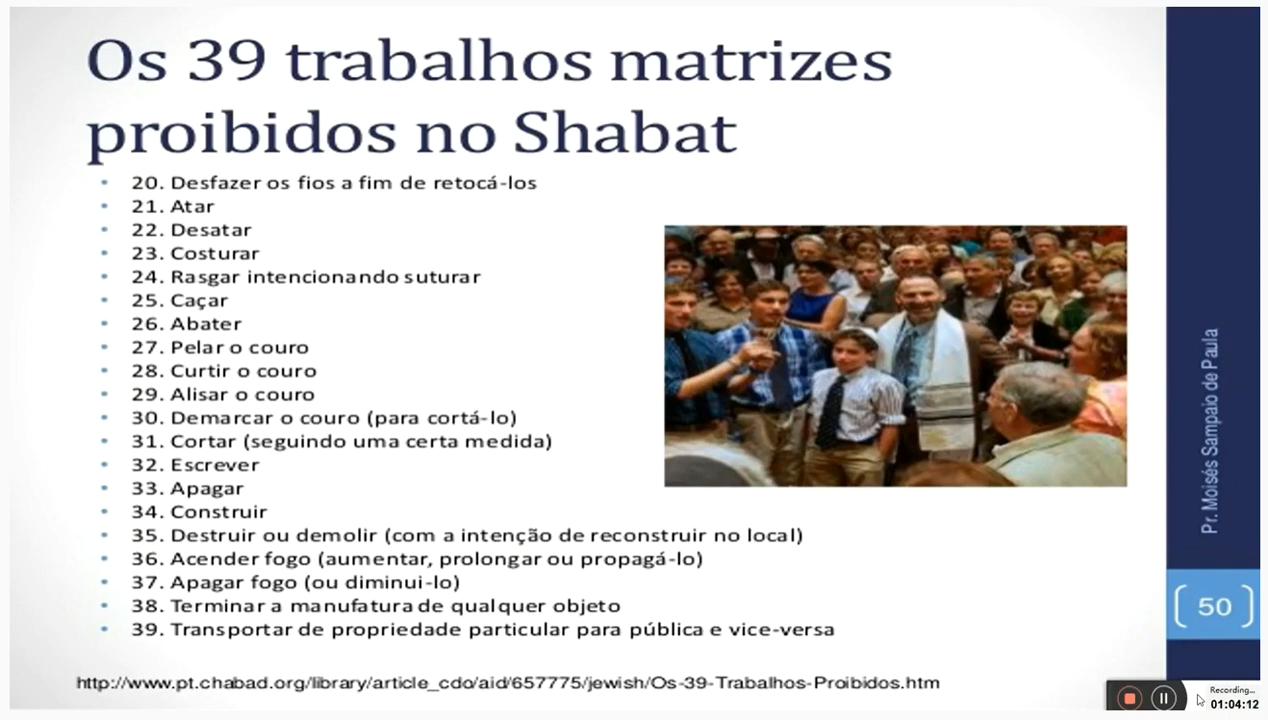 Os 39 trabalhos matrizes
proibidos no Shabat
• 20. Desfazer os fios a fim de retocá-los
• 21. Atar
• 22. Desatar
• 23. Costurar
• 24. Rasgar intencionando suturar
• 25. Caçar
• 26. Abater
• 27. Pelar o couro
• 28. Curtir o couro
• 29. Alisar o couro
• 30. Demarcar o couro (para cortá-lo)
• 31. Cortar (seguindo uma certa medida)
• 32. Escrever
• 33. Apagar
• 34. Construir
• 35. Destruir ou demolir (com a intenção de reconstruir no local)
• 36. Acender fogo (aumentar, prolongar ou propagá-lo)
• 37. Apagar fogo (ou diminui-lo)
• 38. Terminar a manufatura de qualquer objeto
• 39. Transportar de propriedade particular para pública e vice-versa
http://www.pt.chabad.org/library/article_cdo/aid/657775/jewish/Os-39-Trabalhos-Proibidos.htm
Pr. Moisés Sampaio de Paula
50
Recording...
01:04:12